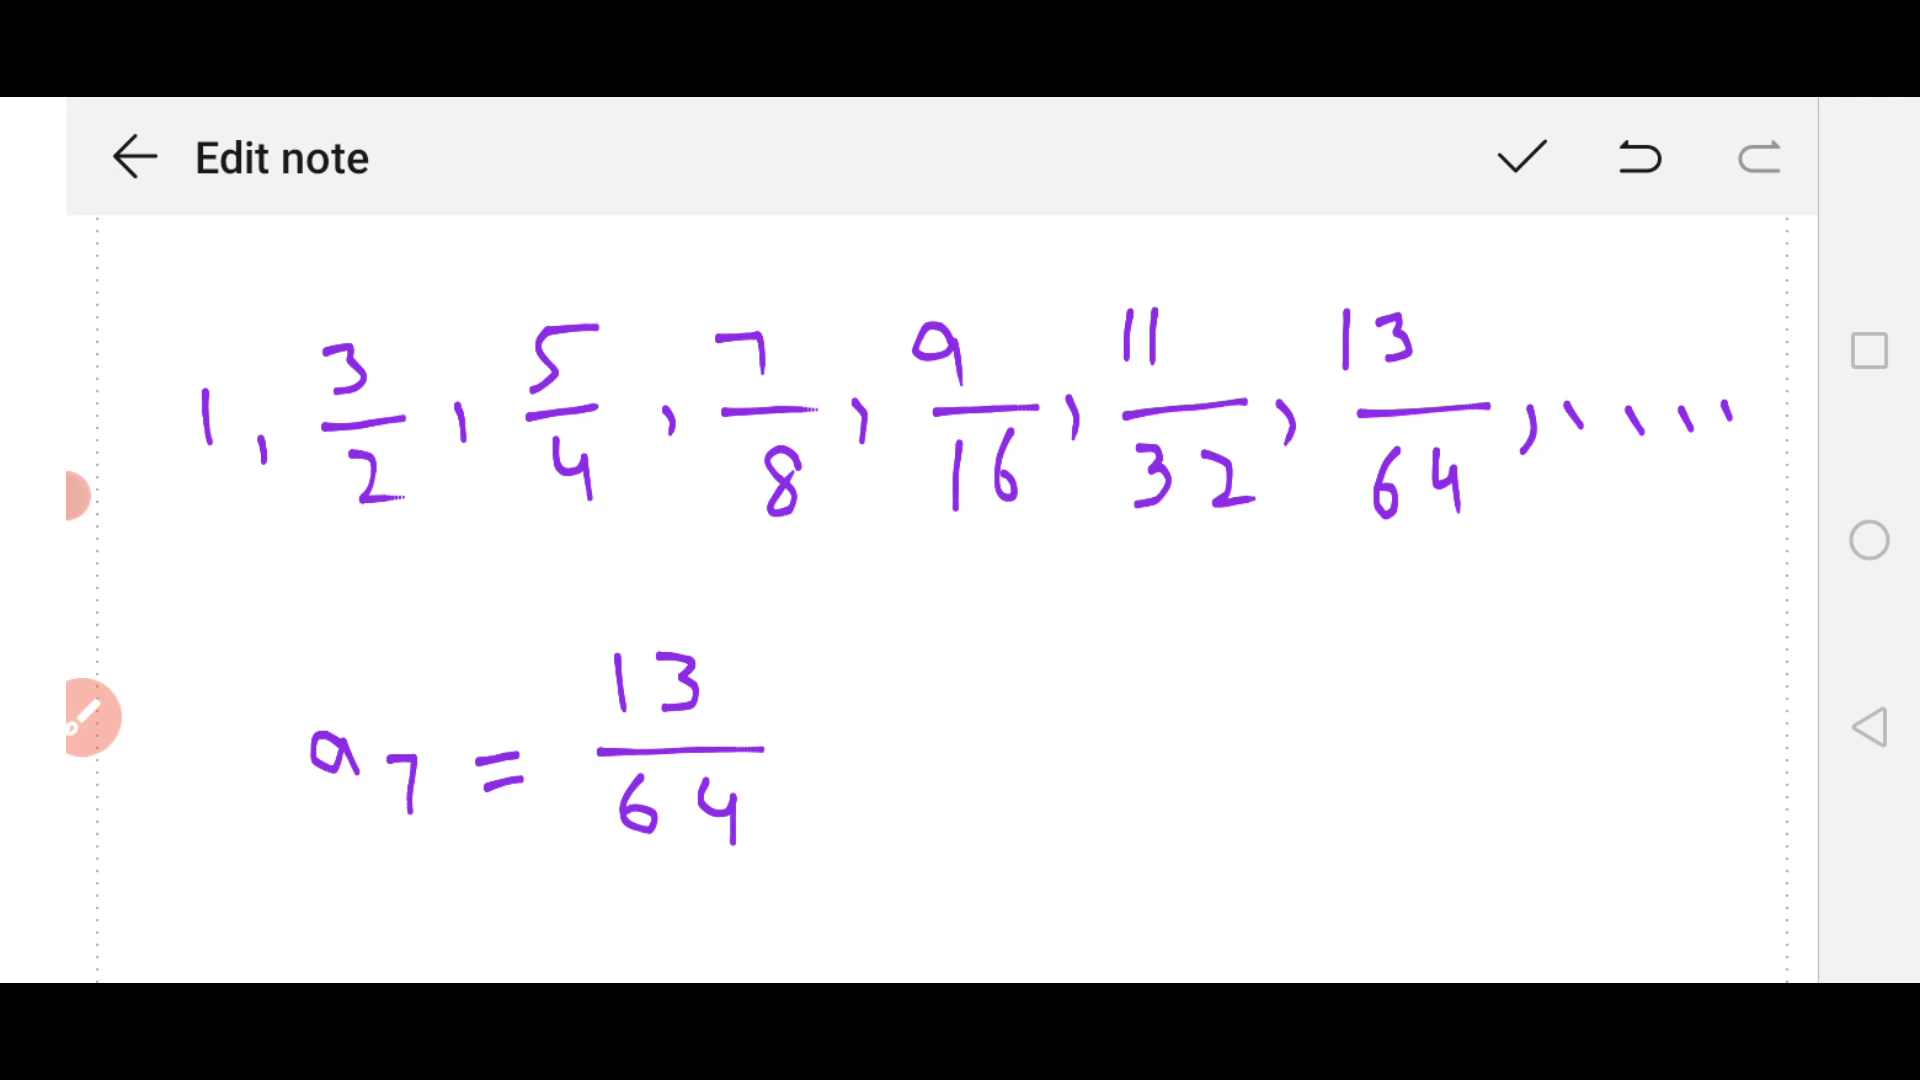 Edit note
1, 3/2, 5/4, 7/8, 9/16, 11/32, 13/64, ....
a7 = 13/64